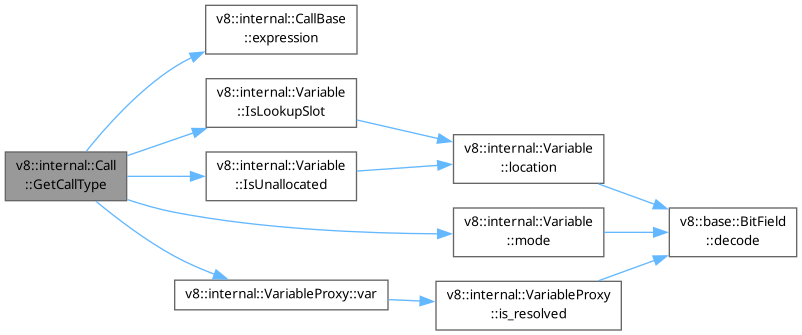 v8::internal::Call
::GetCallType
v8::internal::CallBase
::expression
v8::internal::Variable
::IsLookupSlot
v8::internal::Variable
::IsUnallocated
v8::internal::VariableProxy::var
v8::internal::Variable
::location
v8::internal::Variable
::mode
v8::internal::VariableProxy
::is_resolved
v8::base::BitField
::decode